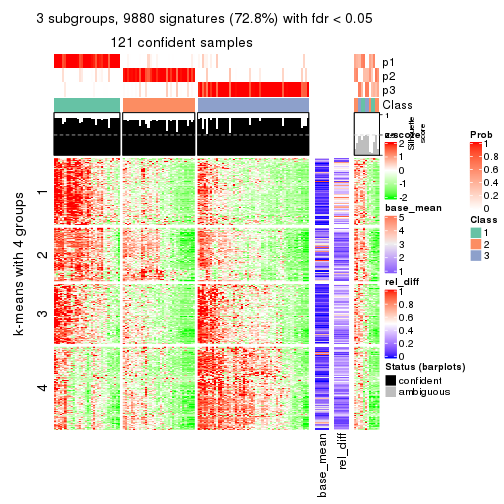 3 subgroups, 9880 signatures (72.8%) with fdr < 0.05
121 confident samples
p1
p2
p3
Class
1
Silhouette
score
z-score
2
1
0
-1
-2
base_mean
5
4
3
2
1
rel_diff
1
0.8
0.6
0.4
0.2
0
Status (barplots)
confident
ambiguous
Prob
1
0.8
0.6
0.4
0.2
0
Class
1
2
3
k-means with 4 groups
1
2
3
4
base_mean
rel_diff